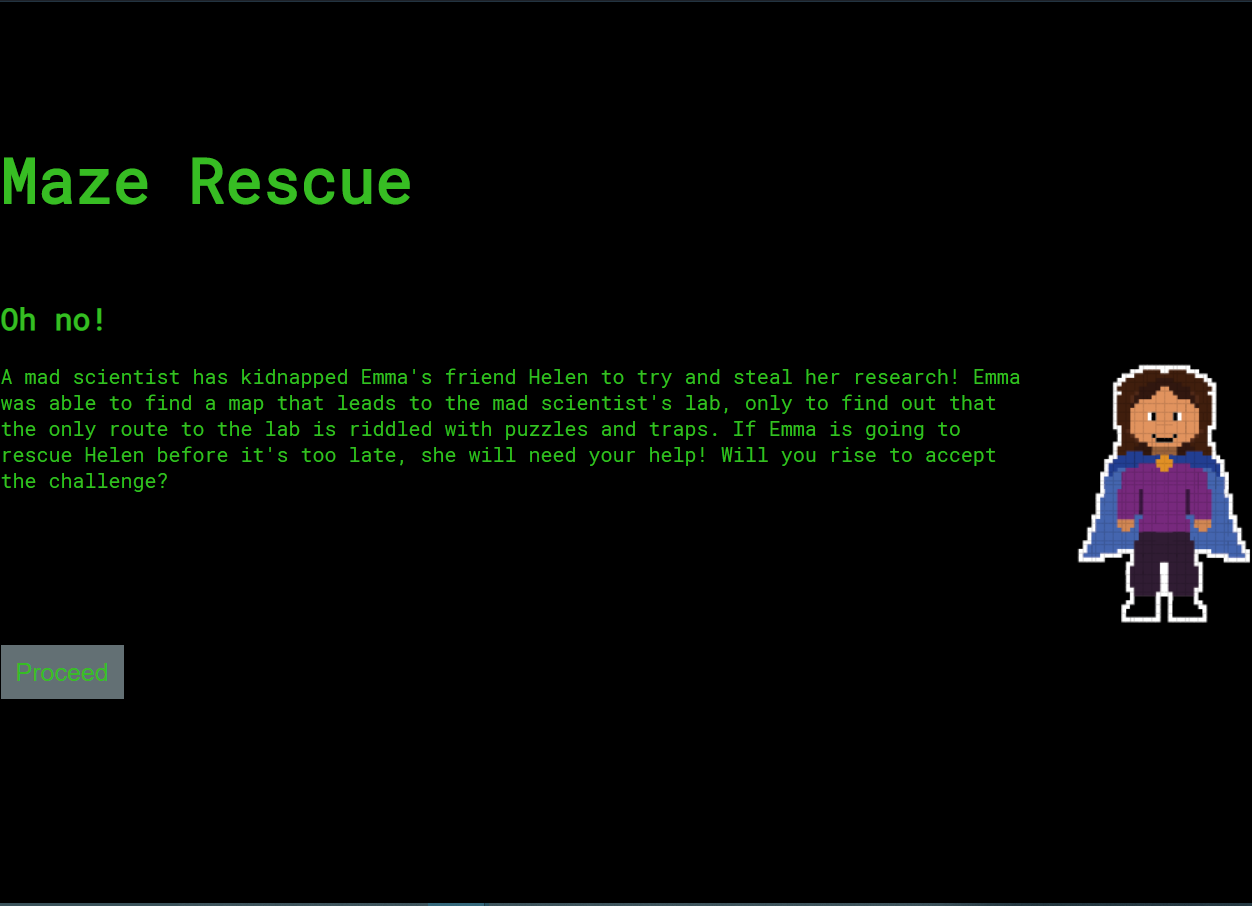 Maze Rescue
Oh no!
A mad scientist has kidnapped Emma's friend Helen to try and steal her research! Emma
was able to find a map that leads to the mad scientist's lab, only to find out that
the only route to the lab is riddled with puzzles and traps. If Emma is going to
rescue Helen before it's too late, she will need your help! Will you rise to accept
the challenge?
Proceed